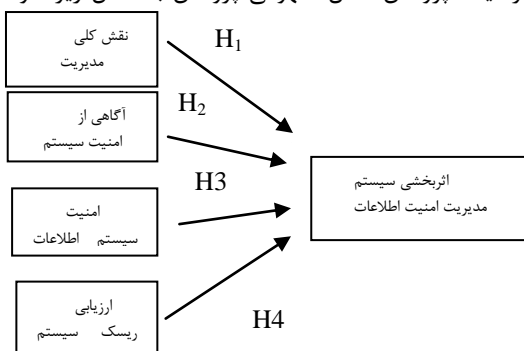 نقش کلی
مدیریت
H1
آگاهی از
امنیت سیستم
H2
اثربخشی سیستم
مدیریت امنیت اطلاعات
امنیت
سیستم اطلاعات
H3
ارزیابی
ریسک سیستم
H4